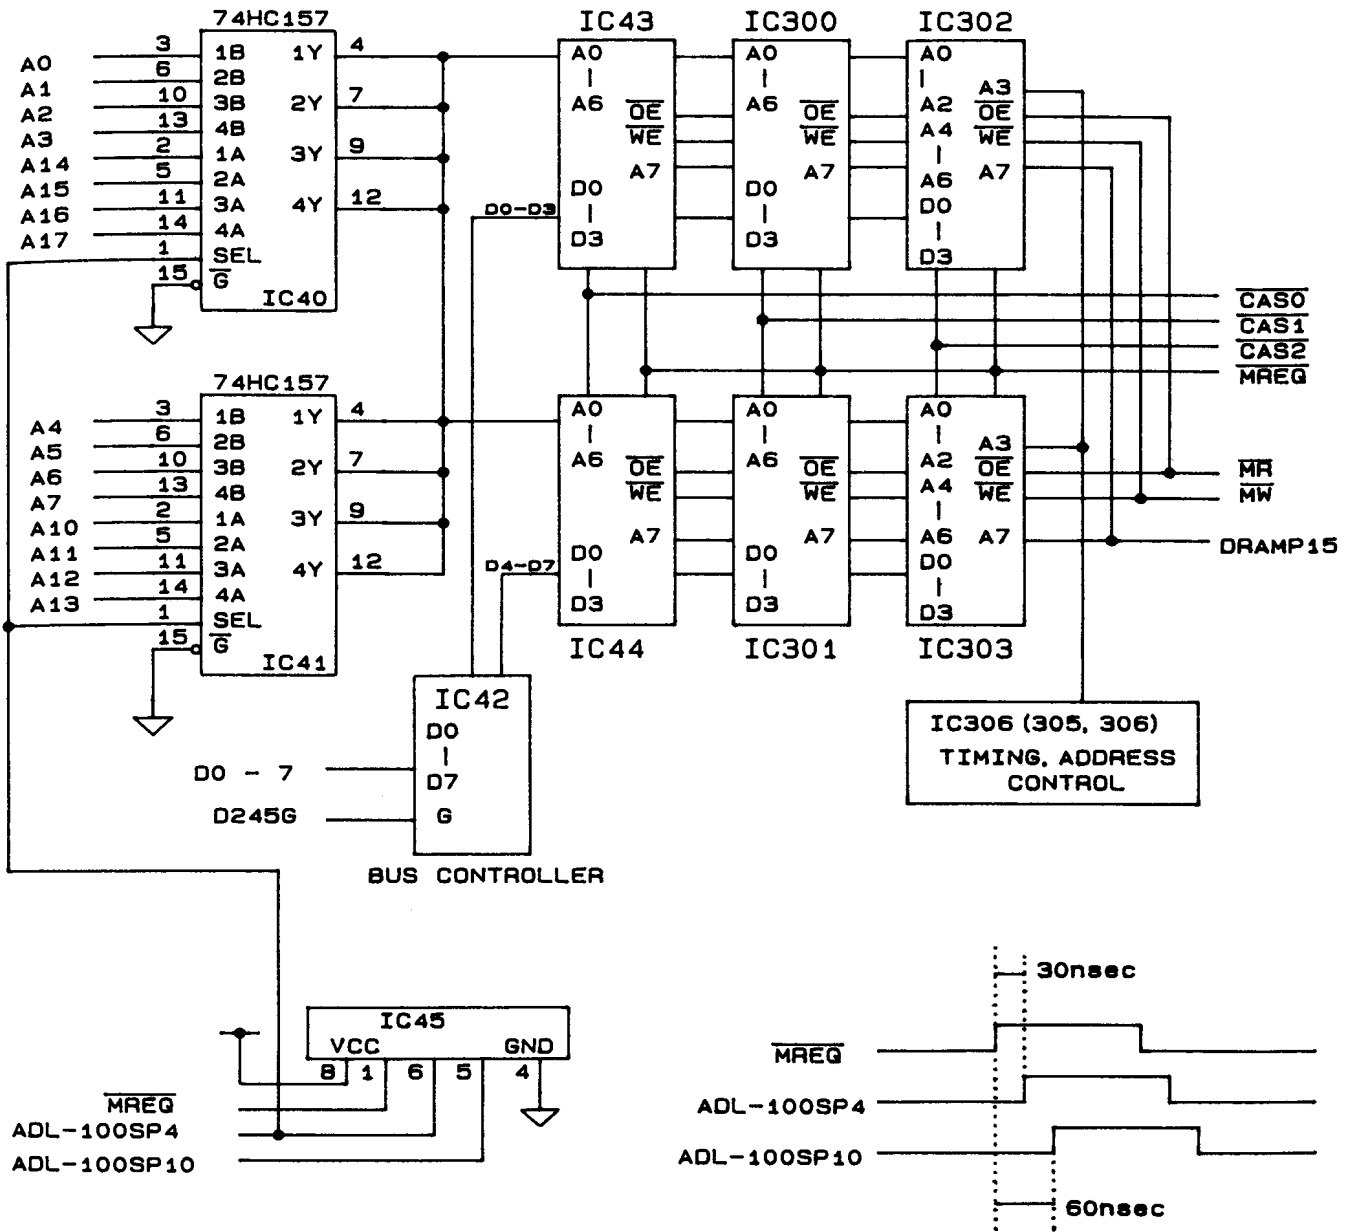 74HC157
A0 3 1B 1Y 4
A1 6 2B
A2 10 3B 2Y 7
A3 13 4B
A14 2 1A 3Y 9
A15 5 2A
A16 11 3A 4Y 12
A17 14 4A
1 SEL
15 G
IC40
74HC157
A4 3 1B 1Y 4
A5 6 2B
A6 10 3B 2Y 7
A7 13 4B
A10 2 1A 3Y 9
A11 5 2A
A12 11 3A 4Y 12
A13 14 4A
1 SEL
15 G
IC41
IC43
A0
|
A6
OE
WE
A7
D0
|
D3
D0-D3
IC300
A0
|
A6
OE
WE
A7
D0
|
D3
IC302
A0
|
A2
A4
|
A6
D0
|
D3
A3
OE
WE
A7
CAS0
CAS1
CAS2
MREQ
A0
|
A6
OE
WE
A7
D0
|
D3
IC44
D4-D7
A0
|
A6
OE
WE
A7
D0
|
D3
IC301
A0
|
A2
A4
|
A6
D0
|
D3
A3
OE
WE
A7
IC303
MR
MW
DRAMP15
IC42
D0
|
D7
G
D0 - 7
D245G
BUS CONTROLLER
IC306 (305, 306)
TIMING, ADDRESS
CONTROL
IC45
VCC GND
8 1 6 5 4
MREQ
ADL-100SP4
ADL-100SP10
30nsec
MREQ
ADL-100SP4
ADL-100SP10
60nsec